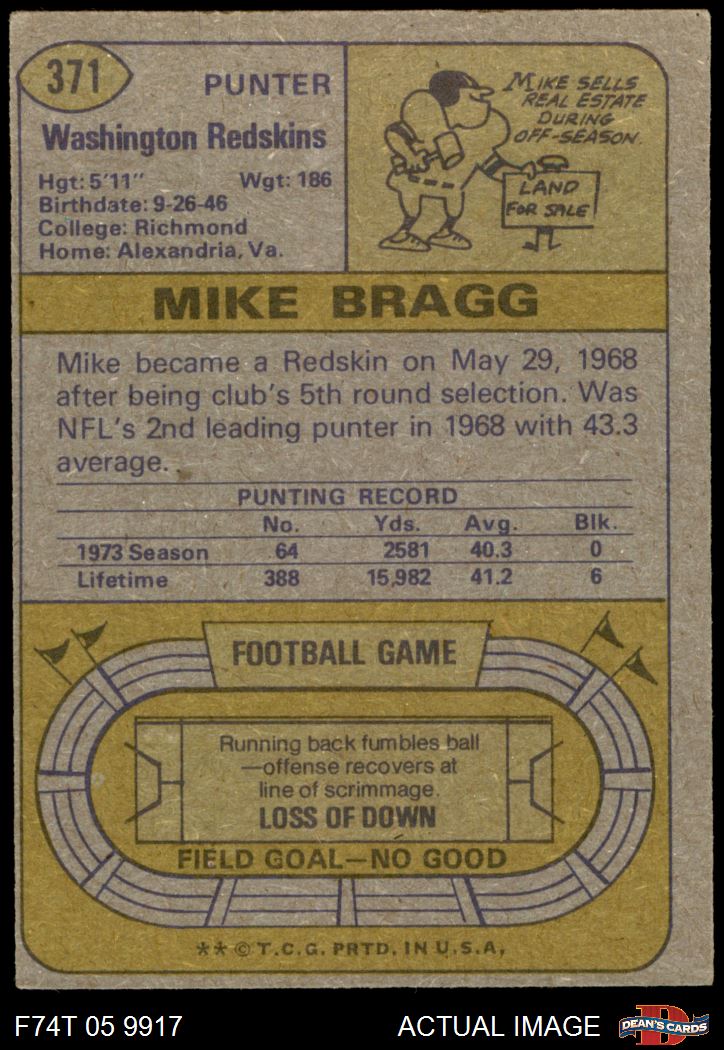 371
PUNTER
Washington Redskins
Hgt: 5'11" Wgt: 186
Birthdate: 9-26-46
College: Richmond
Home: Alexandria, Va.
MIKE SELLS
REAL ESTATE
DURING
OFF-SEASON.
LAND
FOR SALE
MIKE BRAGG
Mike became a Redskin on May 29, 1968
after being club's 5th round selection. Was
NFL's 2nd leading punter in 1968 with 43.3
average.
PUNTING RECORD
No. Yds. Avg. Blk.
1973 Season 64 2581 40.3 0
Lifetime 388 15,982 41.2 6
FOOTBALL GAME
Running back fumbles ball
—offense recovers at
line of scrimmage.
LOSS OF DOWN
FIELD GOAL—NO GOOD
** © T.C.G. PRTD. IN U.S.A,
F74T 05 9917 ACTUAL IMAGE
D
DEAN'S CARDS